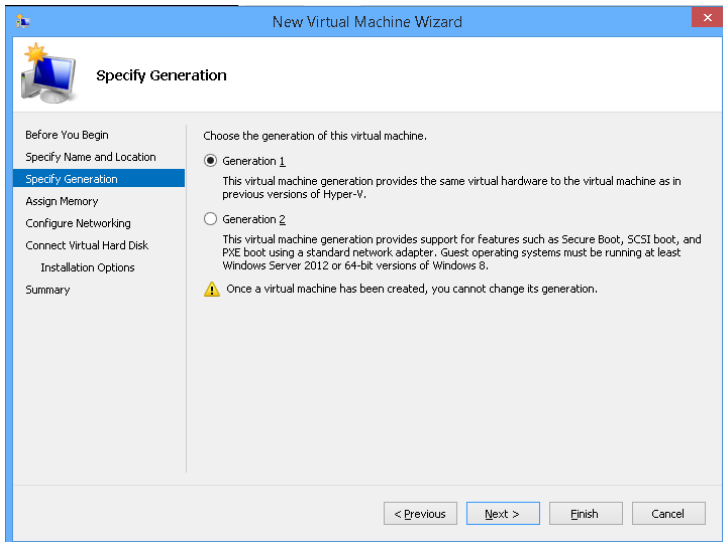 New Virtual Machine Wizard
Specify Generation
Before You Begin
Specify Name and Location
Specify Generation
Assign Memory
Configure Networking
Connect Virtual Hard Disk
Installation Options
Summary
Choose the generation of this virtual machine.
Generation 1
This virtual machine generation provides the same virtual hardware to the virtual machine as in
previous versions of Hyper-V.
Generation 2
This virtual machine generation provides support for features such as Secure Boot, SCSI boot, and
PXE boot using a standard network adapter. Guest operating systems must be running at least
Windows Server 2012 or 64-bit versions of Windows 8.
Once a virtual machine has been created, you cannot change its generation.
< Previous
Next >
Finish
Cancel